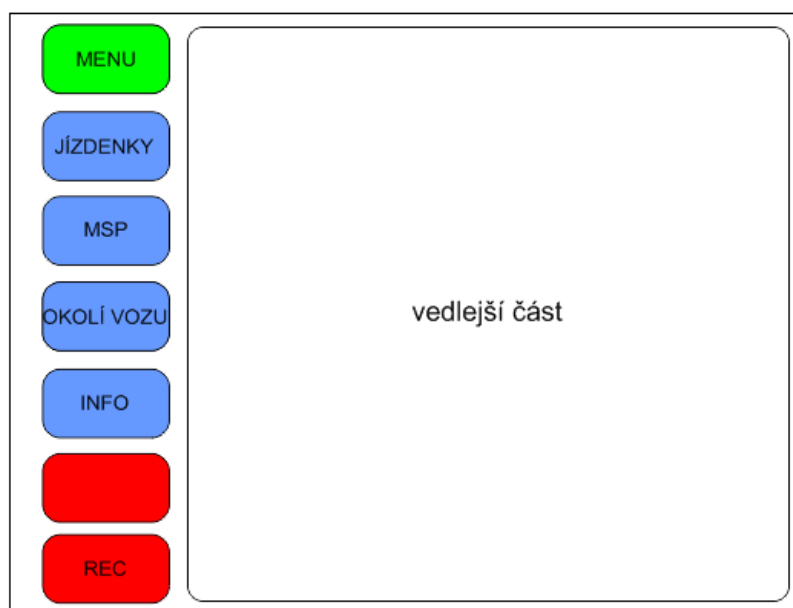 MENU
JÍZDENKY
MSP
OKOLÍ VOZU
INFO
REC
vedlejší část